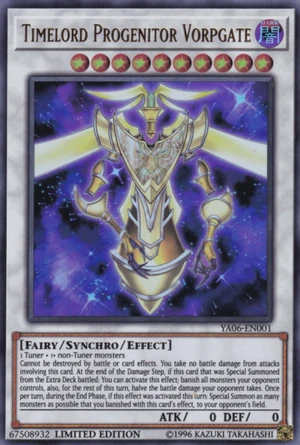 TIMELORD PROGENITOR VORPGATE
DARK
YA06-EN001
[FAIRY/SYNCHRO/EFFECT]
1 Tuner + 1+ non-Tuner monsters
Cannot be destroyed by battle or card effects. You take no battle damage from attacks
involving this card. At the end of the Damage Step, if this card that was Special Summoned
from the Extra Deck battled: You can activate this effect; banish all monsters your opponent
controls, also, for the rest of this turn, halve the battle damage your opponent takes. Once
per turn, during the End Phase, if this effect was activated this turn: Special Summon as many
monsters as possible that you banished with this card's effect, to your opponent's field.
ATK/ 0 DEF/ 0
67508932 LIMITED EDITION ©1996 KAZUKI TAKAHASHI